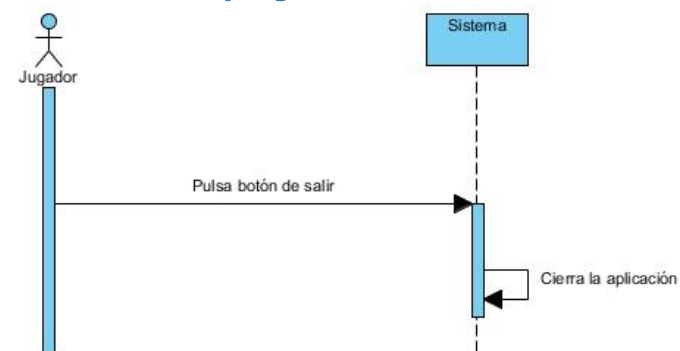 Sistema
Jugador
Pulsa botón de salir
Cierra la aplicación